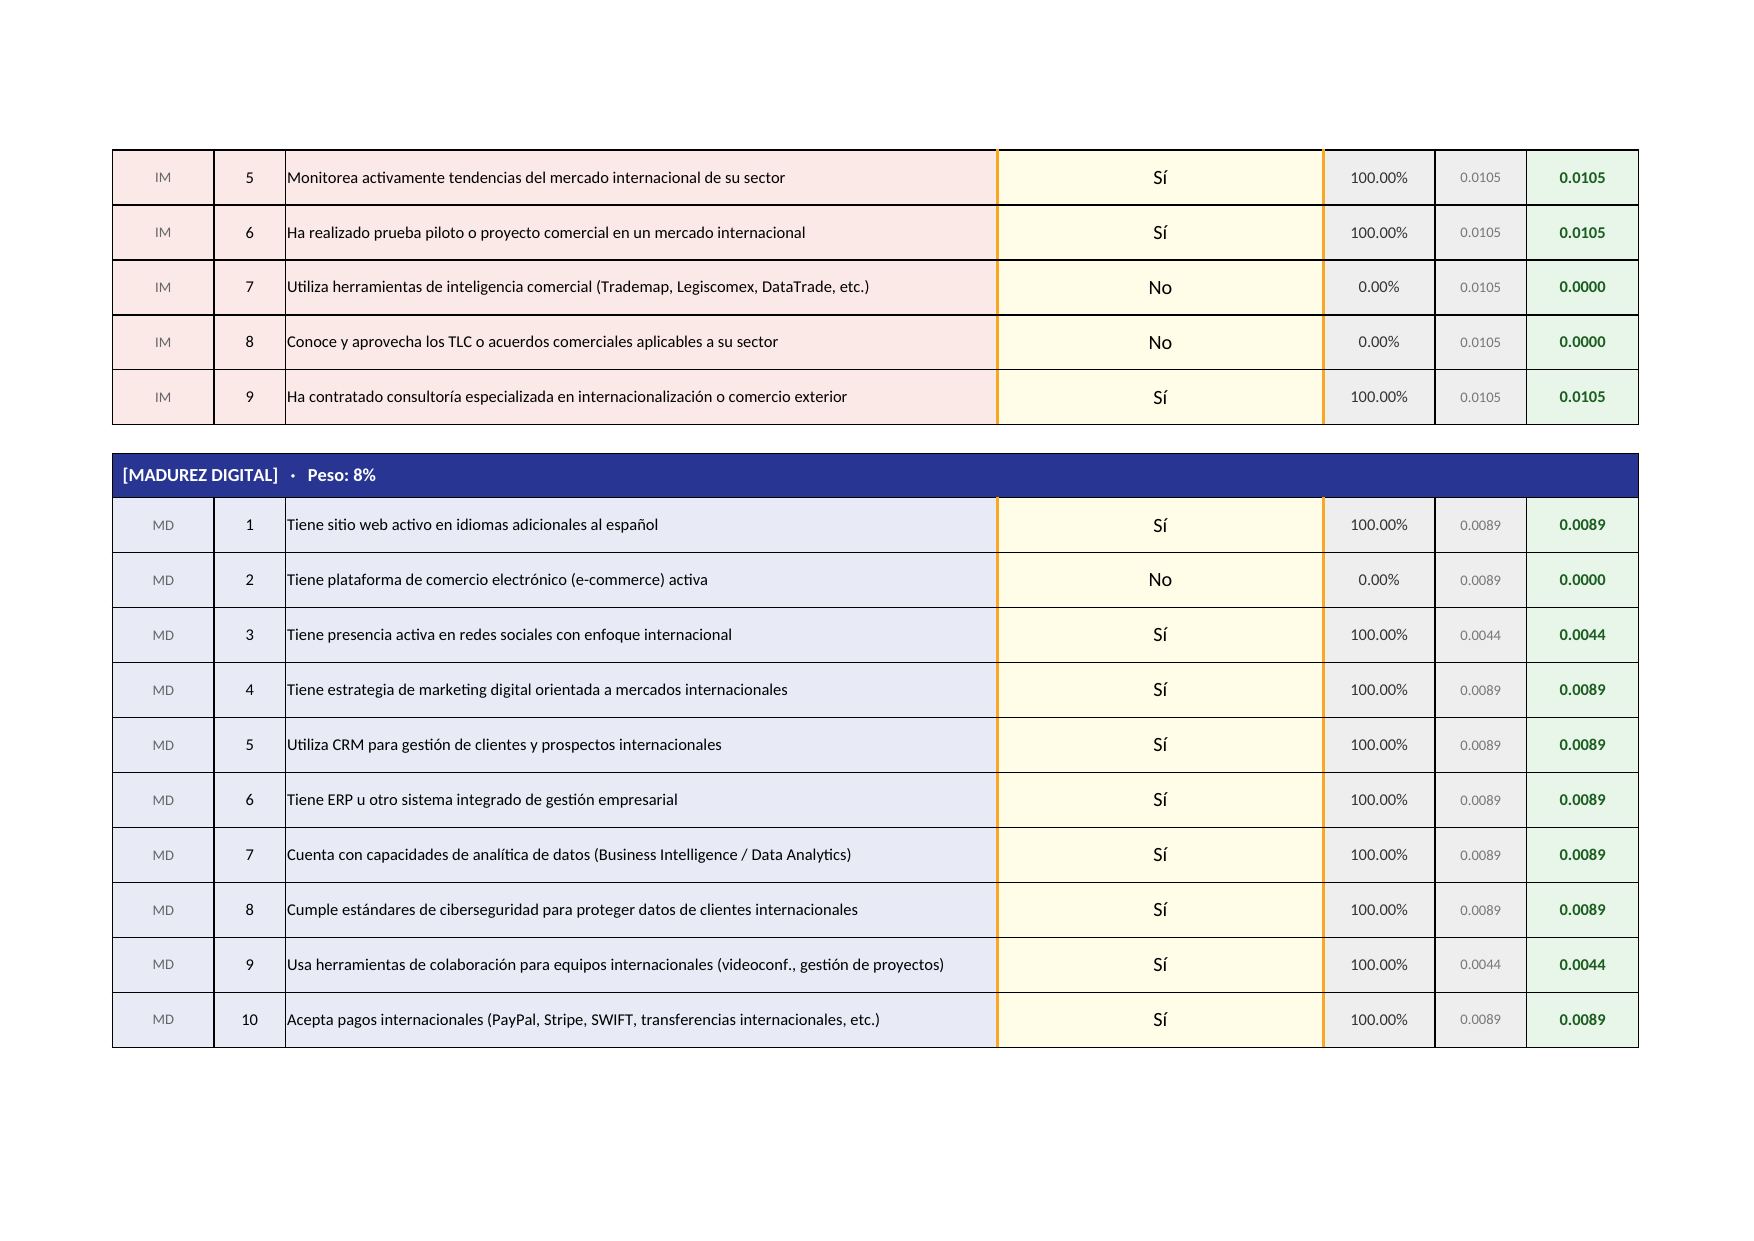 IM 5 Monitorea activamente tendencias del mercado internacional de su sector Sí 100.00% 0.0105 0.0105
IM 6 Ha realizado prueba piloto o proyecto comercial en un mercado internacional Sí 100.00% 0.0105 0.0105
IM 7 Utiliza herramientas de inteligencia comercial (Trademap, Legiscomex, DataTrade, etc.) No 0.00% 0.0105 0.0000
IM 8 Conoce y aprovecha los TLC o acuerdos comerciales aplicables a su sector No 0.00% 0.0105 0.0000
IM 9 Ha contratado consultoría especializada en internacionalización o comercio exterior Sí 100.00% 0.0105 0.0105
[MADUREZ DIGITAL] · Peso: 8%
MD 1 Tiene sitio web activo en idiomas adicionales al español Sí 100.00% 0.0089 0.0089
MD 2 Tiene plataforma de comercio electrónico (e-commerce) activa No 0.00% 0.0089 0.0000
MD 3 Tiene presencia activa en redes sociales con enfoque internacional Sí 100.00% 0.0044 0.0044
MD 4 Tiene estrategia de marketing digital orientada a mercados internacionales Sí 100.00% 0.0089 0.0089
MD 5 Utiliza CRM para gestión de clientes y prospectos internacionales Sí 100.00% 0.0089 0.0089
MD 6 Tiene ERP u otro sistema integrado de gestión empresarial Sí 100.00% 0.0089 0.0089
MD 7 Cuenta con capacidades de analítica de datos (Business Intelligence / Data Analytics) Sí 100.00% 0.0089 0.0089
MD 8 Cumple estándares de ciberseguridad para proteger datos de clientes internacionales Sí 100.00% 0.0089 0.0089
MD 9 Usa herramientas de colaboración para equipos internacionales (videoconf., gestión de proyectos) Sí 100.00% 0.0044 0.0044
MD 10 Acepta pagos internacionales (PayPal, Stripe, SWIFT, transferencias internacionales, etc.) Sí 100.00% 0.0089 0.0089